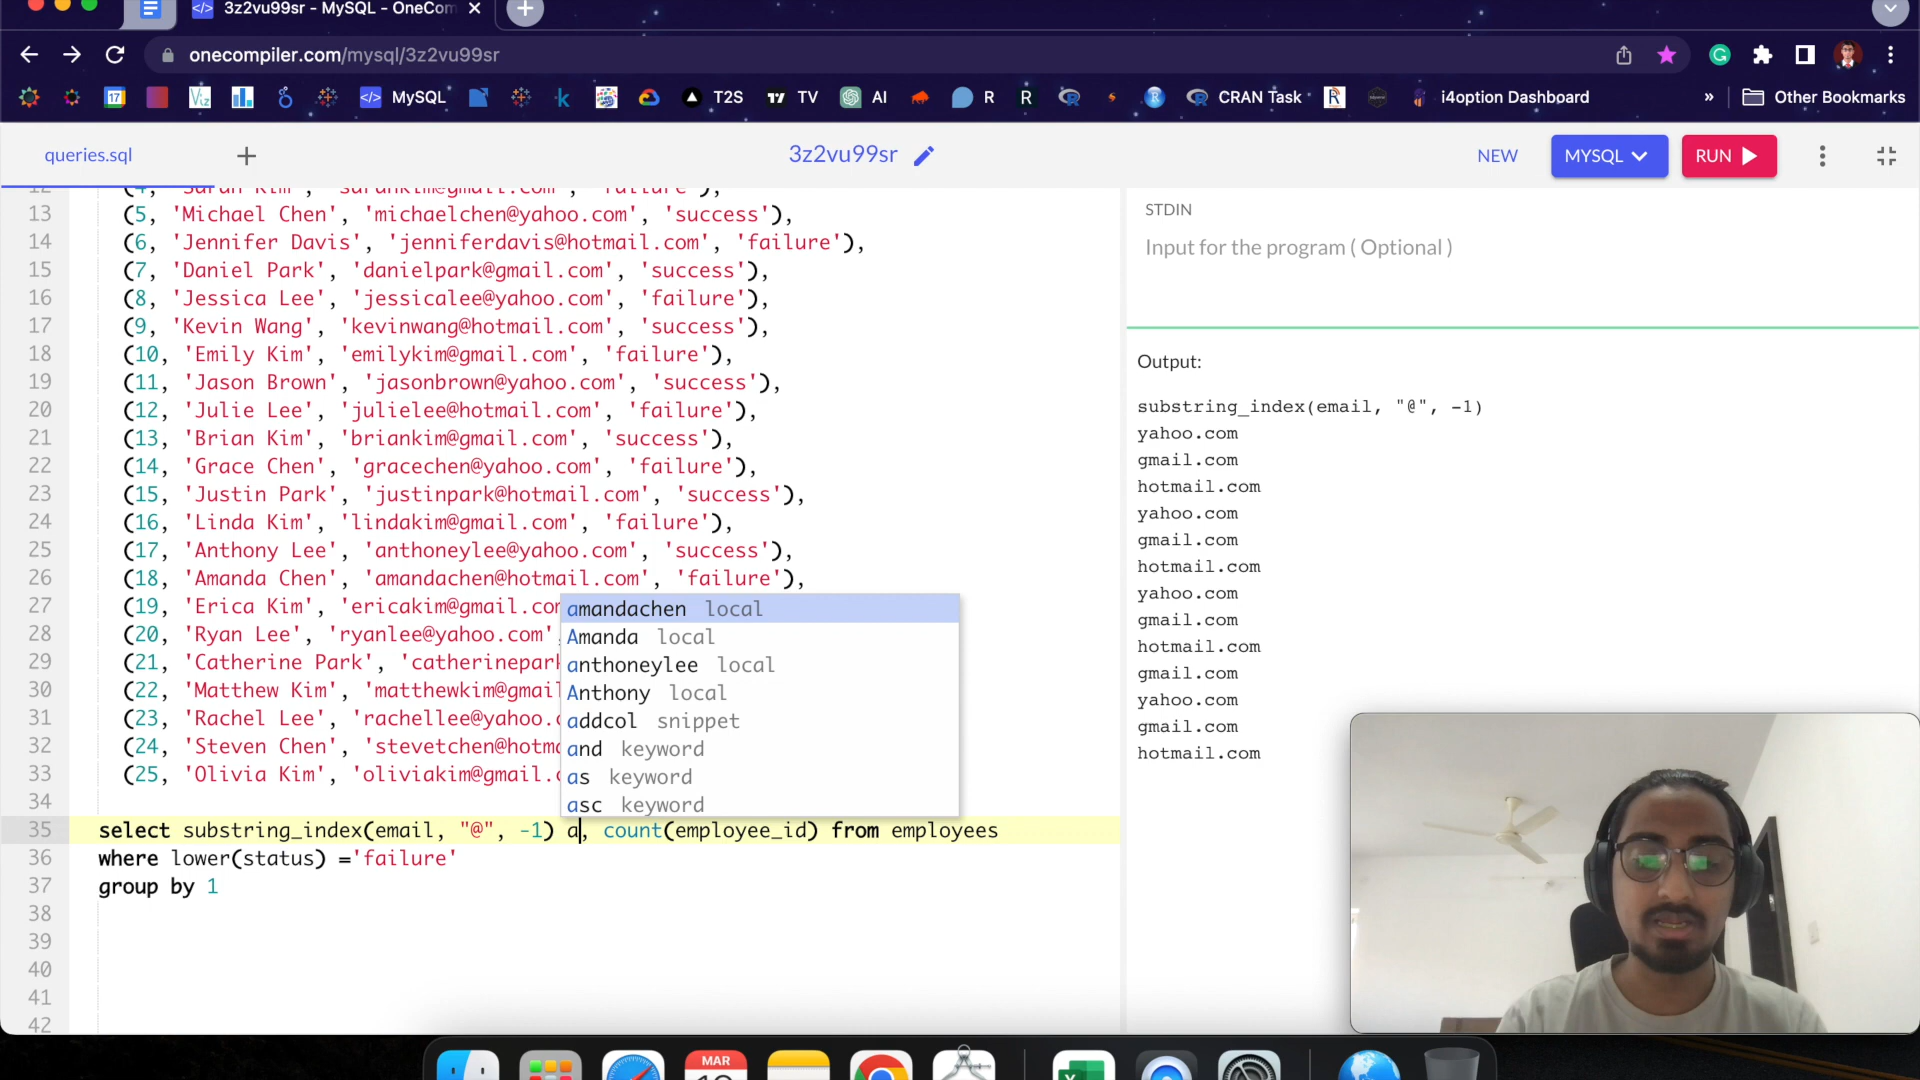 3z2vu99sr - MySQL - OneCom
onecompiler.com/mysql/3z2vu99sr
MySQL
T2S
TV
AI
R
CRAN Task
i4option Dashboard
»
Other Bookmarks
queries.sql
3z2vu99sr
NEW
MYSQL
RUN
13 (5, 'Michael Chen', 'michaelchen@yahoo.com', 'success'),
14 (6, 'Jennifer Davis', 'jenniferdavis@hotmail.com', 'failure'),
15 (7, 'Daniel Park', 'danielpark@gmail.com', 'success'),
16 (8, 'Jessica Lee', 'jessicalee@yahoo.com', 'failure'),
17 (9, 'Kevin Wang', 'kevinwang@hotmail.com', 'success'),
18 (10, 'Emily Kim', 'emilykim@gmail.com', 'failure'),
19 (11, 'Jason Brown', 'jasonbrown@yahoo.com', 'success'),
20 (12, 'Julie Lee', 'julielee@hotmail.com', 'failure'),
21 (13, 'Brian Kim', 'briankim@gmail.com', 'success'),
22 (14, 'Grace Chen', 'gracechen@yahoo.com', 'failure'),
23 (15, 'Justin Park', 'justinpark@hotmail.com', 'success'),
24 (16, 'Linda Kim', 'lindakim@gmail.com', 'failure'),
25 (17, 'Anthony Lee', 'anthoneylee@yahoo.com', 'success'),
26 (18, 'Amanda Chen', 'amandachen@hotmail.com', 'failure'),
27 (19, 'Erica Kim', 'ericakim@gmail.com
28 (20, 'Ryan Lee', 'ryanlee@yahoo.com'
29 (21, 'Catherine Park', 'catherinepark
30 (22, 'Matthew Kim', 'matthewkim@gmail
31 (23, 'Rachel Lee', 'rachellee@yahoo.c
32 (24, 'Steven Chen', 'stevetchen@hotma
33 (25, 'Olivia Kim', 'oliviakim@gmail.c
34
35 select substring_index(email, "@", -1) a, count(employee_id) from employees
36 where lower(status) ='failure'
37 group by 1
38
39
40
41
42
amandachen local
Amanda local
anthoneylee local
Anthony local
addcol snippet
and keyword
as keyword
asc keyword
STDIN
Input for the program ( Optional )
Output:
substring_index(email, "@", -1)
yahoo.com
gmail.com
hotmail.com
yahoo.com
gmail.com
hotmail.com
yahoo.com
gmail.com
hotmail.com
gmail.com
yahoo.com
gmail.com
hotmail.com
MAR